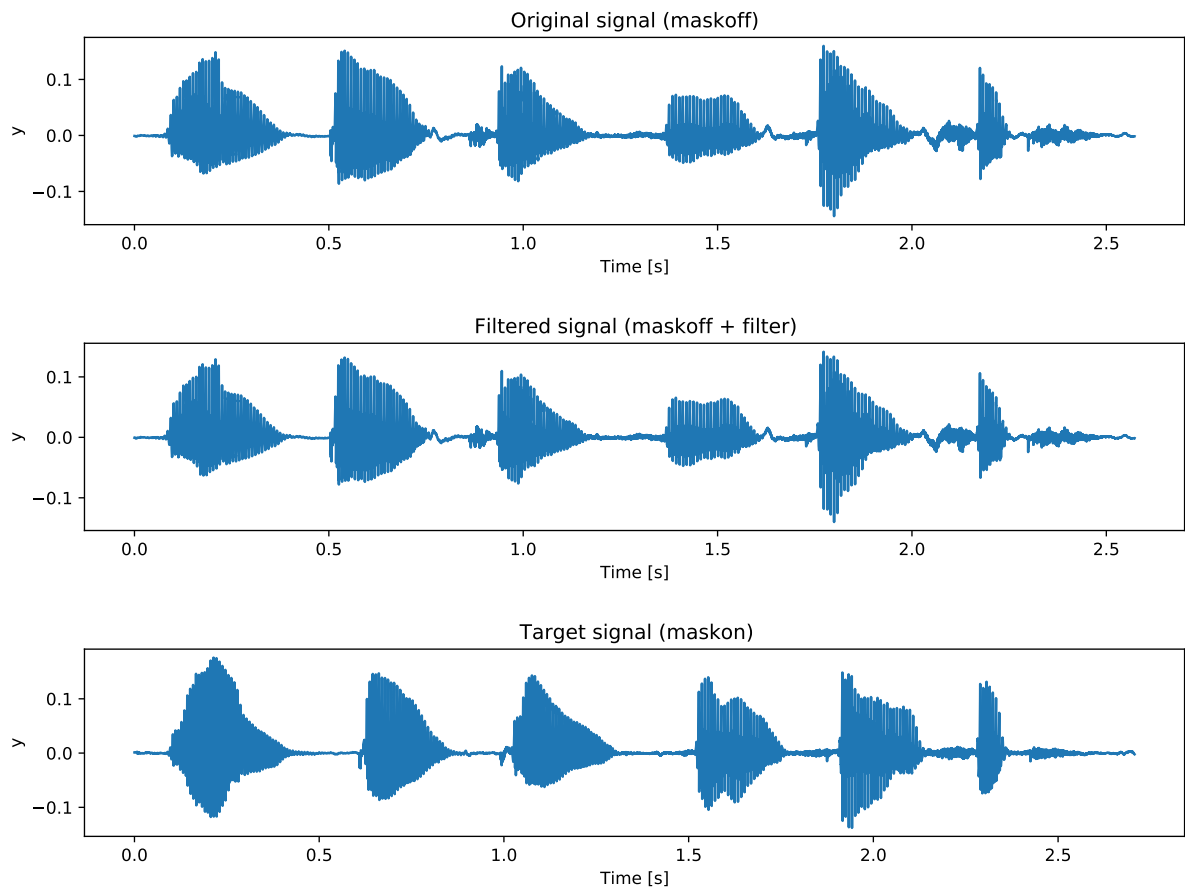 Original signal (maskoff)
0.1
0.0
−0.1
y
0.0 0.5 1.0 1.5 2.0 2.5
Time [s]
Filtered signal (maskoff + filter)
0.1
0.0
−0.1
y
0.0 0.5 1.0 1.5 2.0 2.5
Time [s]
Target signal (maskon)
0.1
0.0
−0.1
y
0.0 0.5 1.0 1.5 2.0 2.5
Time [s]